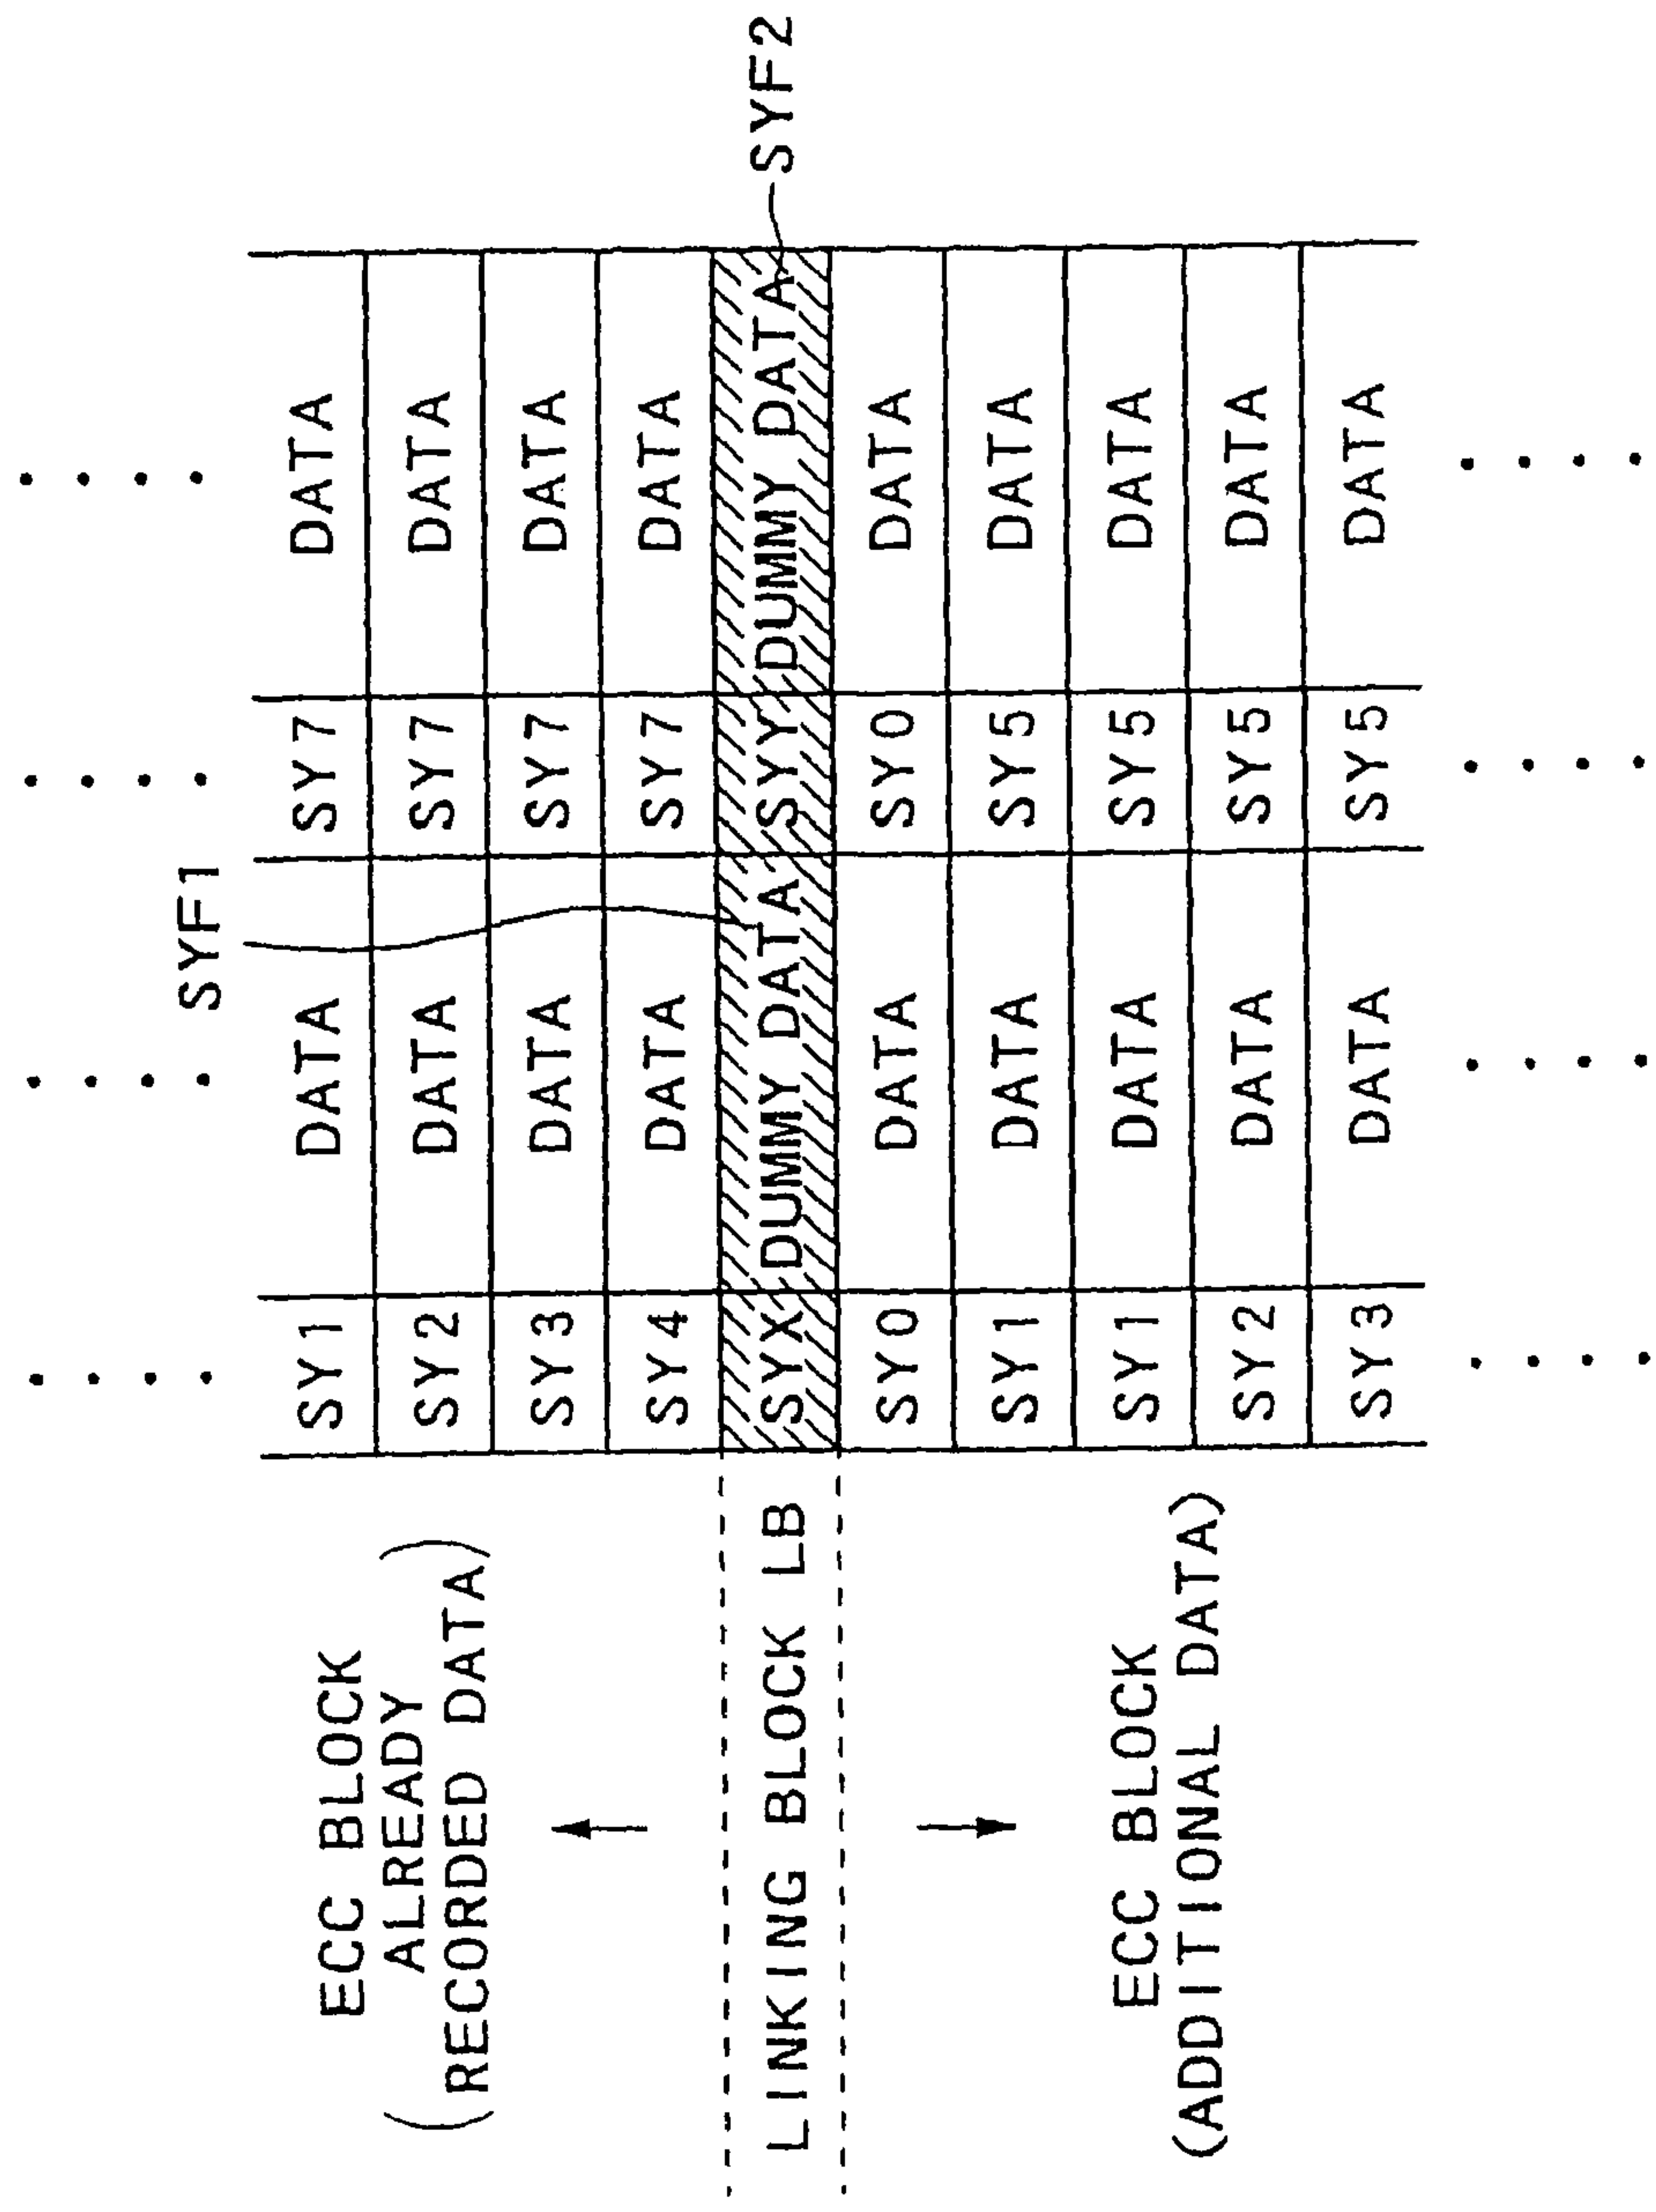 SYF1
ECC BLOCK
ALREADY
(RECORDED DATA)
SY1 DATA SY7 DATA
SY2 DATA SY7 DATA
SY3 DATA SY7 DATA
SY4 DATA SY7 DATA
LINKING BLOCK LB SYX DUMMY DATA SYY DUMMY DATA SYF2
ECC BLOCK
(ADDITIONAL DATA)
SY0 DATA SY0 DATA
SY1 DATA SY5 DATA
SY1 DATA SY5 DATA
SY2 DATA SY5 DATA
SY3 DATA SY5 DATA